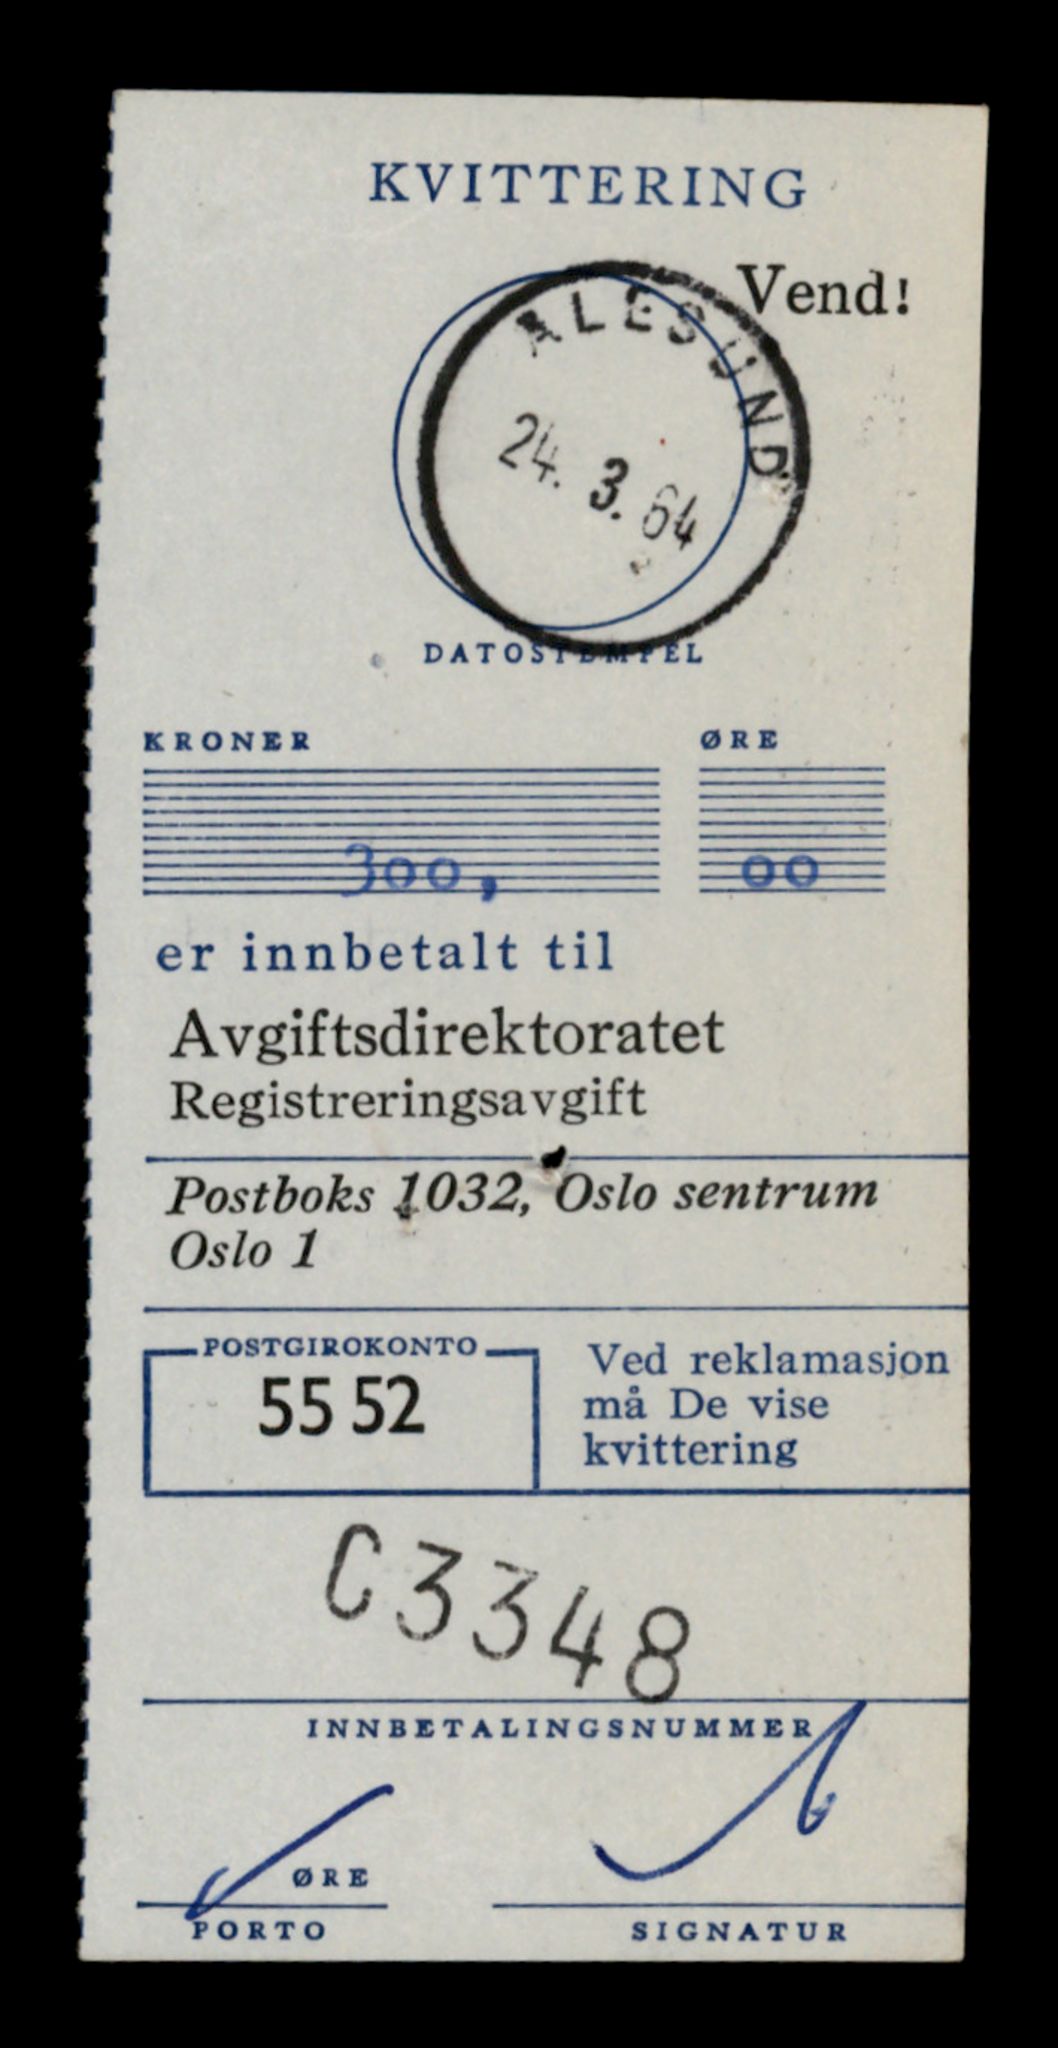 KVITTERING
Vend!
ÅLESUND
24. 3. 64
DATOSTEMPEL
KRONER ØRE
300, 00
er innbetalt til
Avgiftsdirektoratet
Registreringsavgift
Postboks 1032, Oslo sentrum
Oslo 1
POSTGIROKONTO
55 52
Ved reklamasjon
må De vise
kvittering
C3348
INNBETALINGSNUMMER
ØRE
PORTO
SIGNATUR